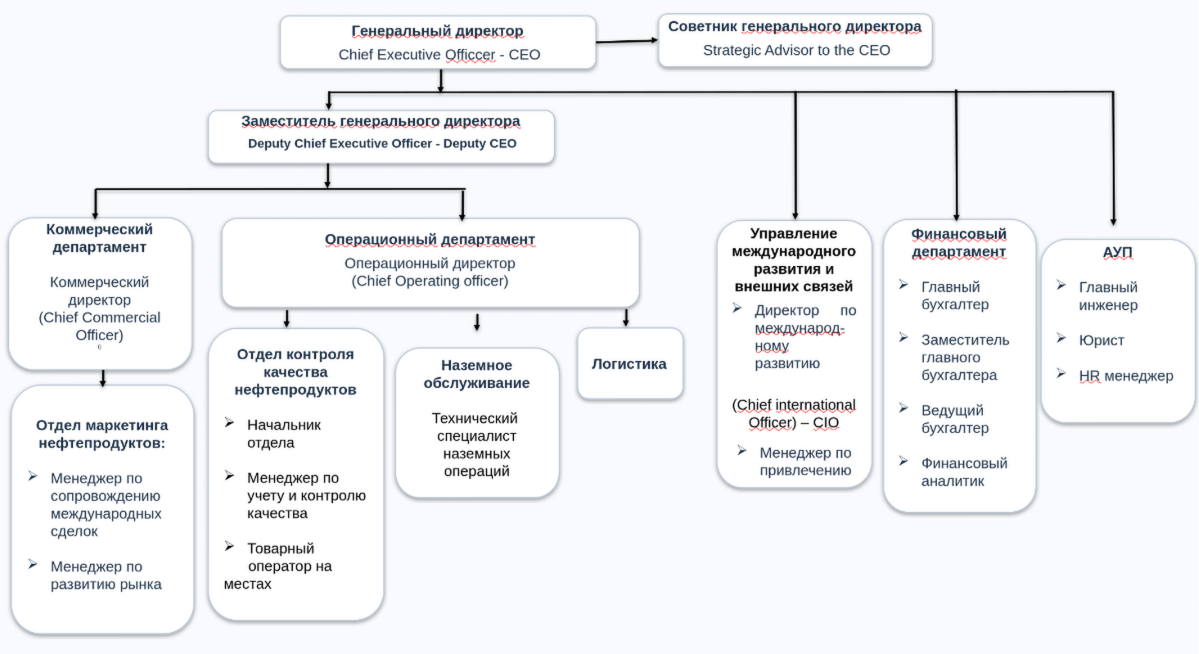 Генеральный директор
Chief Executive Officcer - CEO
Советник генерального директора
Strategic Advisor to the CEO
Заместитель генерального директора
Deputy Chief Executive Officer - Deputy CEO
Коммерческий
департамент
Коммерческий
директор
(Chief Commercial
Officer)
Операционный департамент
Операционный директор
(Chief Operating officer)
Управление
международного
развития и
внешних связей
Директор по
международ-
ному
развитию
(Chief international
Officer) – CIO
Менеджер по
привлечению
Финансовый
департамент
Главный
бухгалтер
Заместитель
главного
бухгалтера
Ведущий
бухгалтер
Финансовый
аналитик
АУП
Главный
инженер
Юрист
HR менеджер
Отдел маркетинга
нефтепродуктов:
Менеджер по
сопровождению
международных
сделок
Менеджер по
развитию рынка
Отдел контроля
качества
нефтепродуктов
Начальник
отдела
Менеджер по
учету и контролю
качества
Товарный
оператор на
местах
Наземное
обслуживание
Технический
специалист
наземных
операций
Логистика